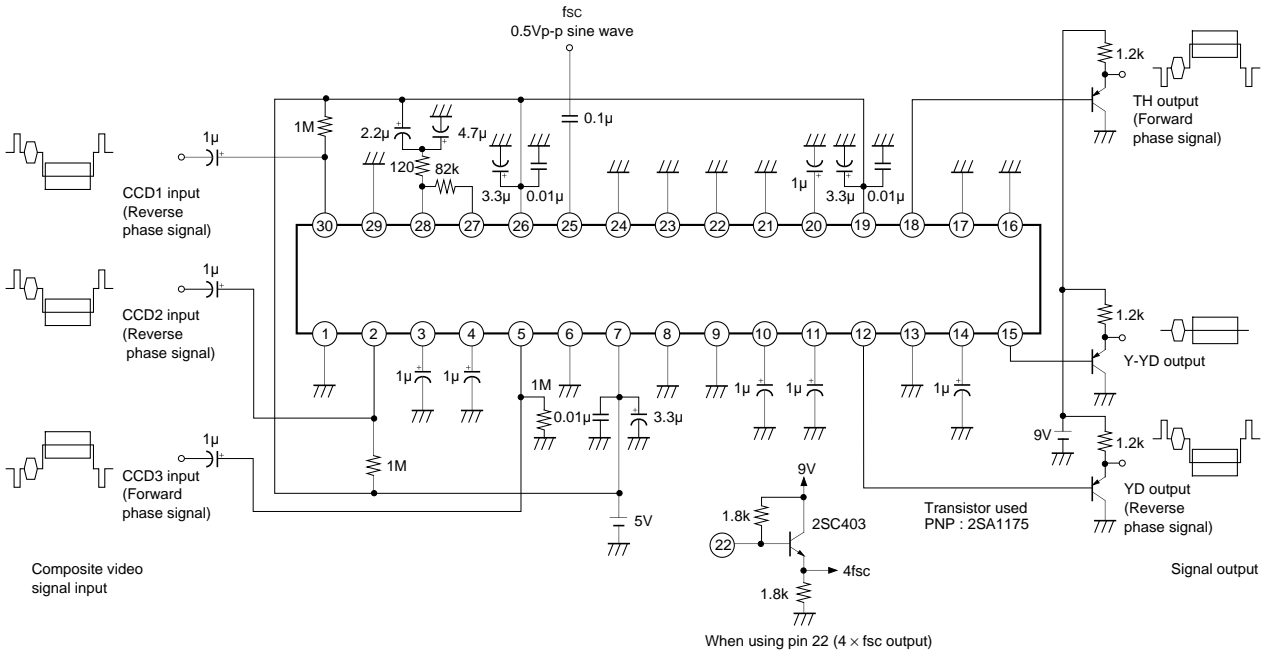 fsc
0.5Vp-p sine wave
0.1µ
1M
2.2µ
4.7µ
120
82k
3.3µ
0.01µ
1µ
3.3µ
0.01µ
1.2k
TH output
(Forward
phase signal)
1µ
CCD1 input
(Reverse
phase signal)
30
29
28
27
26
25
24
23
22
21
20
19
18
17
16
1µ
CCD2 input
(Reverse
phase signal)
1
2
3
4
5
6
7
8
9
10
11
12
13
14
15
1.2k
Y-YD output
1µ
1µ
1M
0.01µ
3.3µ
1µ
1µ
1µ
9V
1.2k
YD output
(Reverse
phase signal)
1µ
CCD3 input
(Forward
phase signal)
1M
5V
9V
1.8k
2SC403
22
4fsc
1.8k
Transistor used
PNP : 2SA1175
Composite video
signal input
Signal output
When using pin 22 (4 × fsc output)